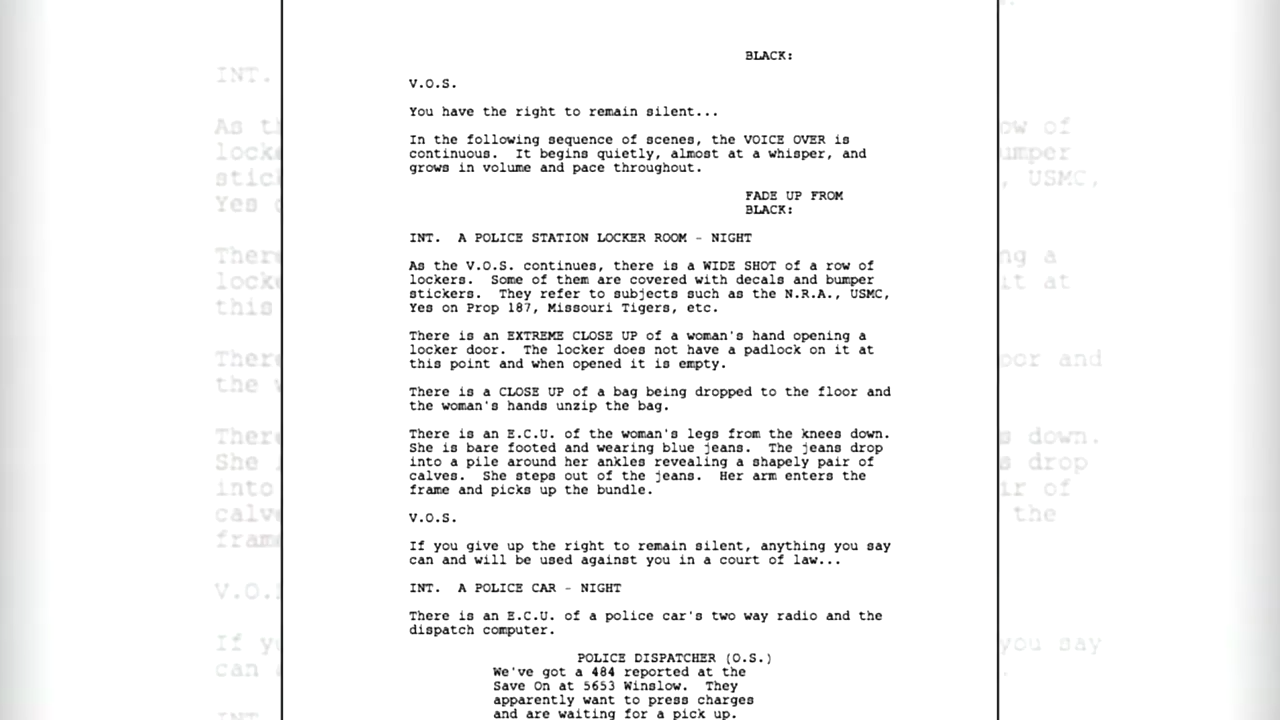 BLACK:
V.O.S.
You have the right to remain silent...
In the following sequence of scenes, the VOICE OVER is
continuous. It begins quietly, almost at a whisper, and
grows in volume and pace throughout.
FADE UP FROM
BLACK:
INT. A POLICE STATION LOCKER ROOM - NIGHT
As the V.O.S. continues, there is a WIDE SHOT of a row of
lockers. Some of them are covered with decals and bumper
stickers. They refer to subjects such as the N.R.A., USMC,
Yes on Prop 187, Missouri Tigers, etc.
There is an EXTREME CLOSE UP of a woman's hand opening a
locker door. The locker does not have a padlock on it at
this point and when opened it is empty.
There is a CLOSE UP of a bag being dropped to the floor and
the woman's hands unzip the bag.
There is an E.C.U. of the woman's legs from the knees down.
She is bare footed and wearing blue jeans. The jeans drop
into a pile around her ankles revealing a shapely pair of
calves. She steps out of the jeans. Her arm enters the
frame and picks up the bundle.
V.O.S.
If you give up the right to remain silent, anything you say
can and will be used against you in a court of law...
INT. A POLICE CAR - NIGHT
There is an E.C.U. of a police car's two way radio and the
dispatch computer.
POLICE DISPATCHER (O.S.)
We've got a 484 reported at the
Save On at 5653 Winslow. They
apparently want to press charges
and are waiting for a pick up.